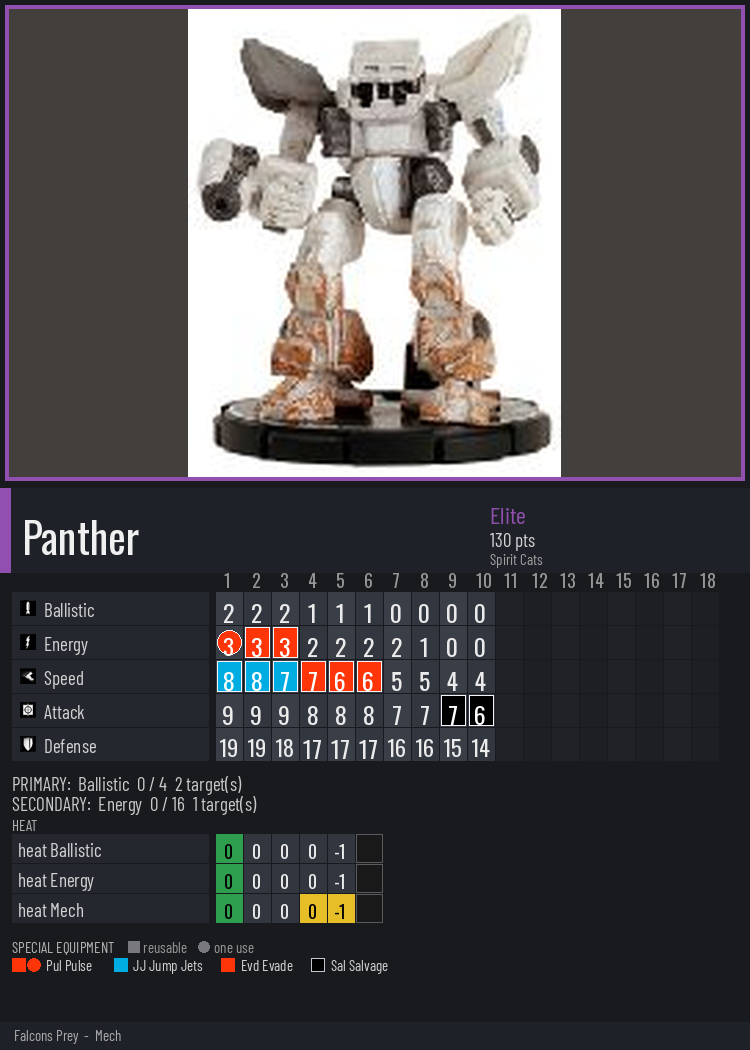 Panther
Elite
130 pts
Spirit Cats
1 2 3 4 5 6 7 8 9 10 11 12 13 14 15 16 17 18
Ballistic 2 2 2 1 1 1 0 0 0 0
Energy 3 3 3 2 2 2 2 1 0 0
Speed 8 8 7 7 6 6 5 5 4 4
Attack 9 9 9 8 8 8 7 7 7 6
Defense 19 19 18 17 17 17 16 16 15 14
PRIMARY: Ballistic 0 / 4 2 target(s)
SECONDARY: Energy 0 / 16 1 target(s)
HEAT
heat Ballistic 0 0 0 0 -1
heat Energy 0 0 0 0 -1
heat Mech 0 0 0 0 -1
SPECIAL EQUIPMENT reusable one use
Pul Pulse JJ Jump Jets Evd Evade Sal Salvage
Falcons Prey - Mech